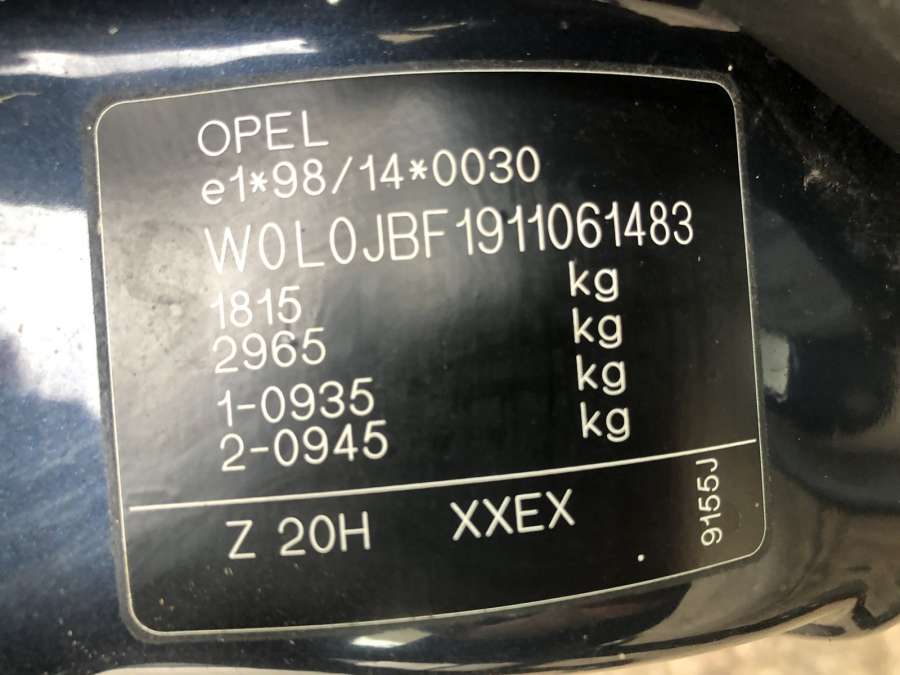 OPEL
e1*98/14*0030
W0L0JBF1911061483
1815 kg
2965 kg
1-0935 kg
2-0945 kg
Z 20H XXEX
9155J